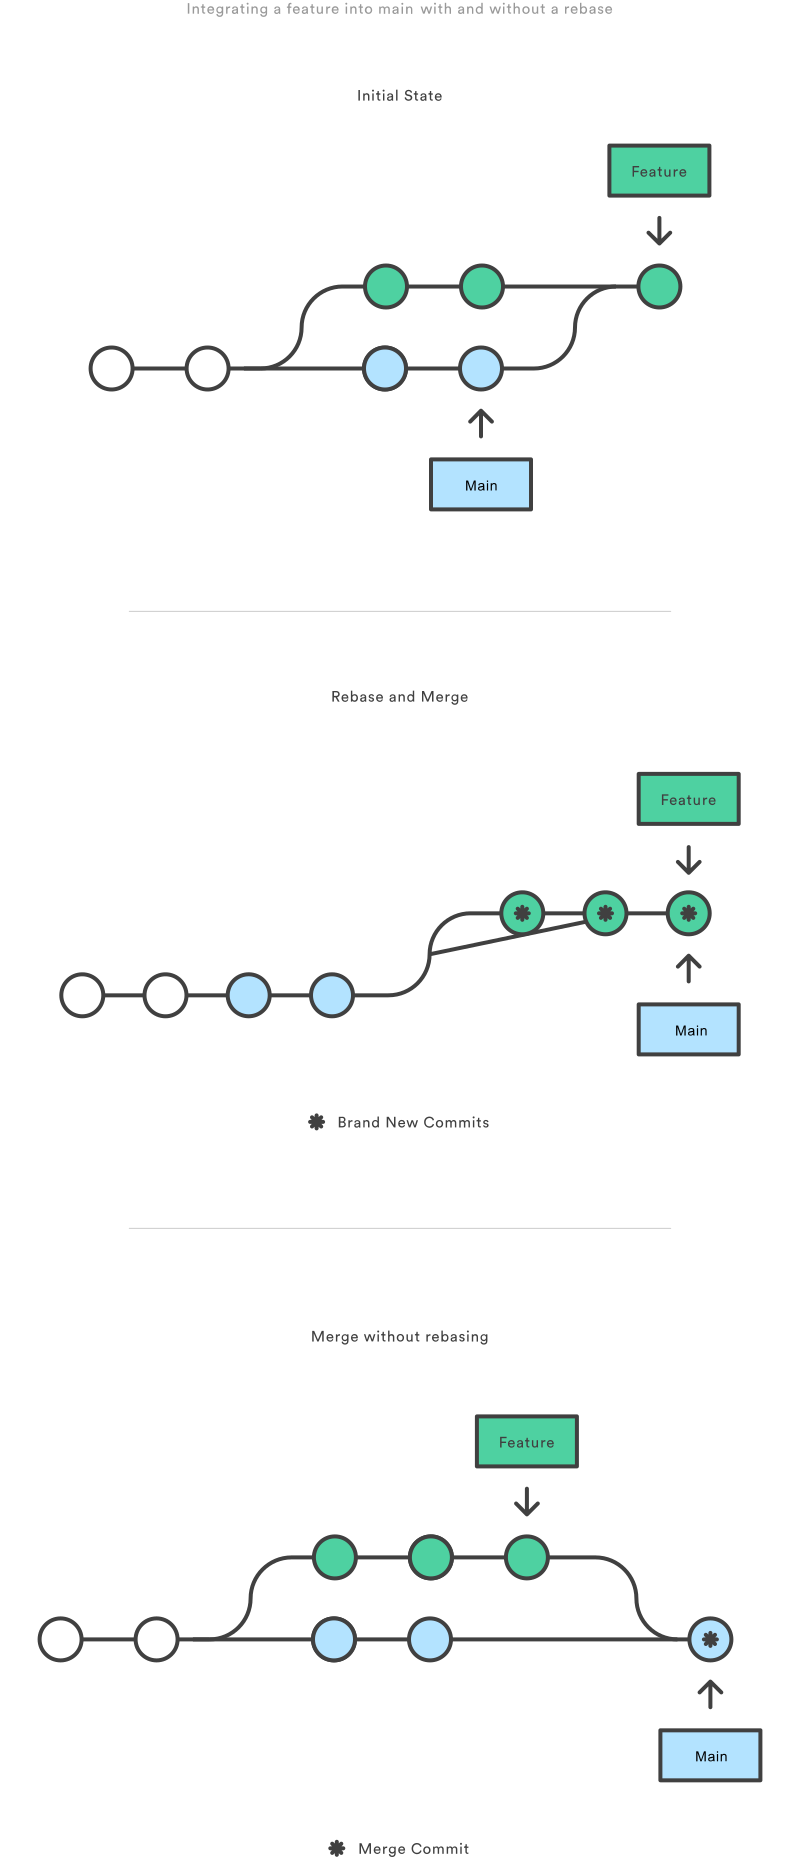 Integrating a feature into main with and without a rebase
Initial State
Feature
Main
Rebase and Merge
Feature
Main
Brand New Commits
Merge without rebasing
Feature
Main
Merge Commit